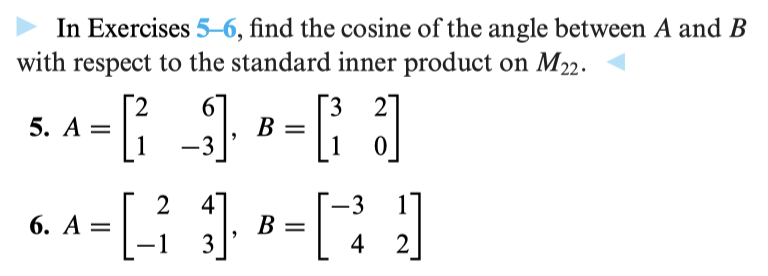 ▶ In Exercises 5–6, find the cosine of the angle between A and B
with respect to the standard inner product on M₂₂. ◀
5. A = [2 6; 1 −3], B = [3 2; 1 0]
6. A = [2 4; −1 3], B = [−3 1; 4 2]